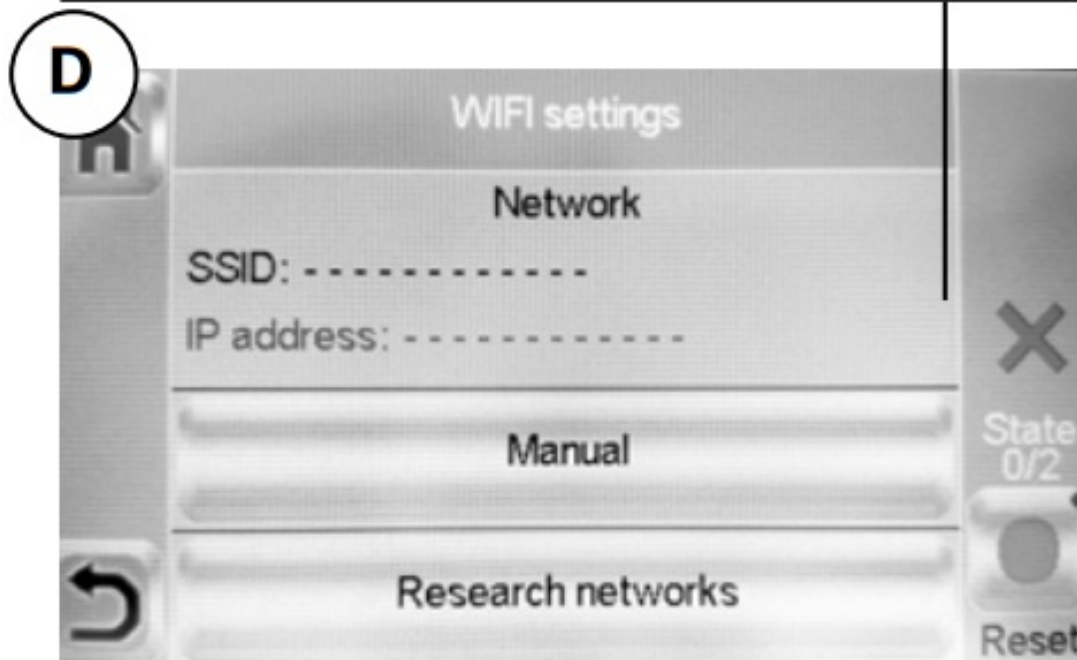 D
WIFI settings
Network
SSID: - - - - - - - - - - - -
IP address: - - - - - - - - - - - -
Manual
Research networks
State
0/2
Reset